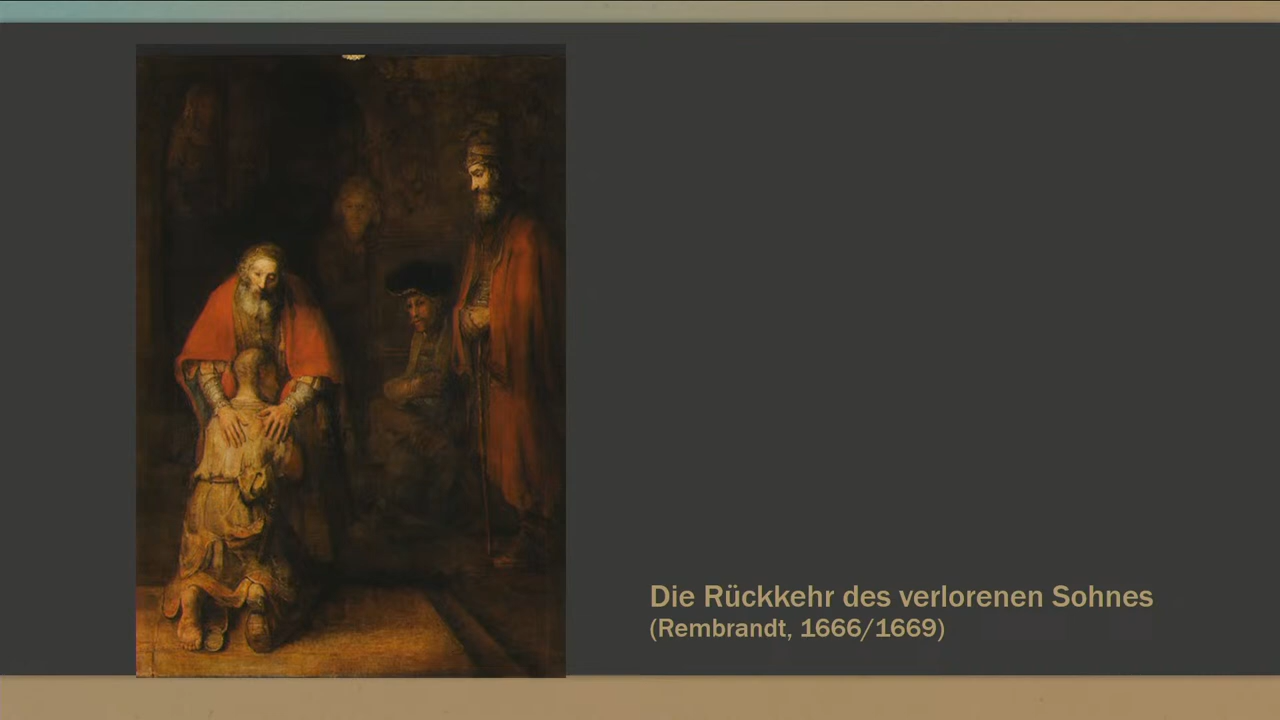 Die Rückkehr des verlorenen Sohnes
(Rembrandt, 1666/1669)